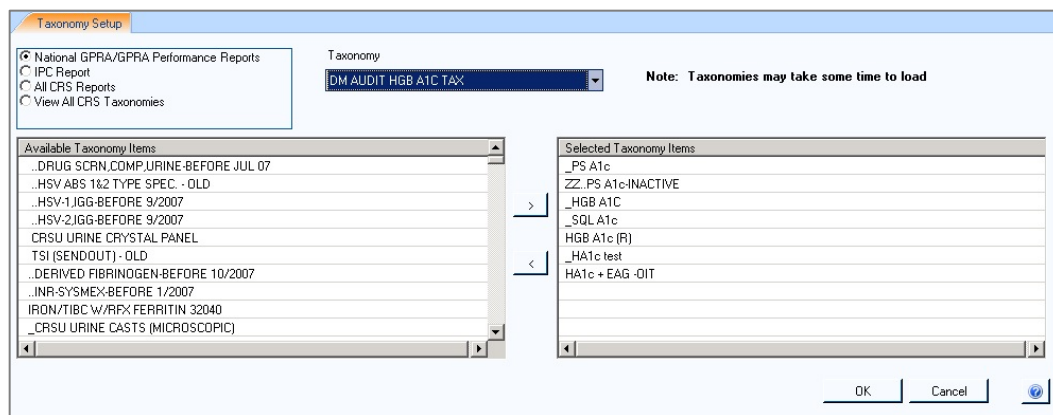 Taxonomy Setup
National GPRA/GPRA Performance Reports
IPC Report
All CRS Reports
View All CRS Taxonomies
Taxonomy
DM AUDIT HGB A1C TAX
Note: Taxonomies may take some time to load
Available Taxonomy Items
..DRUG SCRN,COMP,URINE-BEFORE JUL 07
..HSV ABS 1&2 TYPE SPEC. - OLD
..HSV-1,IGG-BEFORE 9/2007
..HSV-2,IGG-BEFORE 9/2007
CRSU URINE CRYSTAL PANEL
TSI (SENDOUT) - OLD
..DERIVED FIBRINOGEN-BEFORE 10/2007
..INR-SYSMEX-BEFORE 1/2007
IRON/TIBC W/RFX FERRITIN 32040
_CRSU URINE CASTS (MICROSCOPIC)
>
<
Selected Taxonomy Items
_PS A1c
ZZ..PS A1c-INACTIVE
_HGB A1C
_SQL A1c
HGB A1c (R)
_HA1c test
HA1c + EAG -OIT
OK
Cancel
?